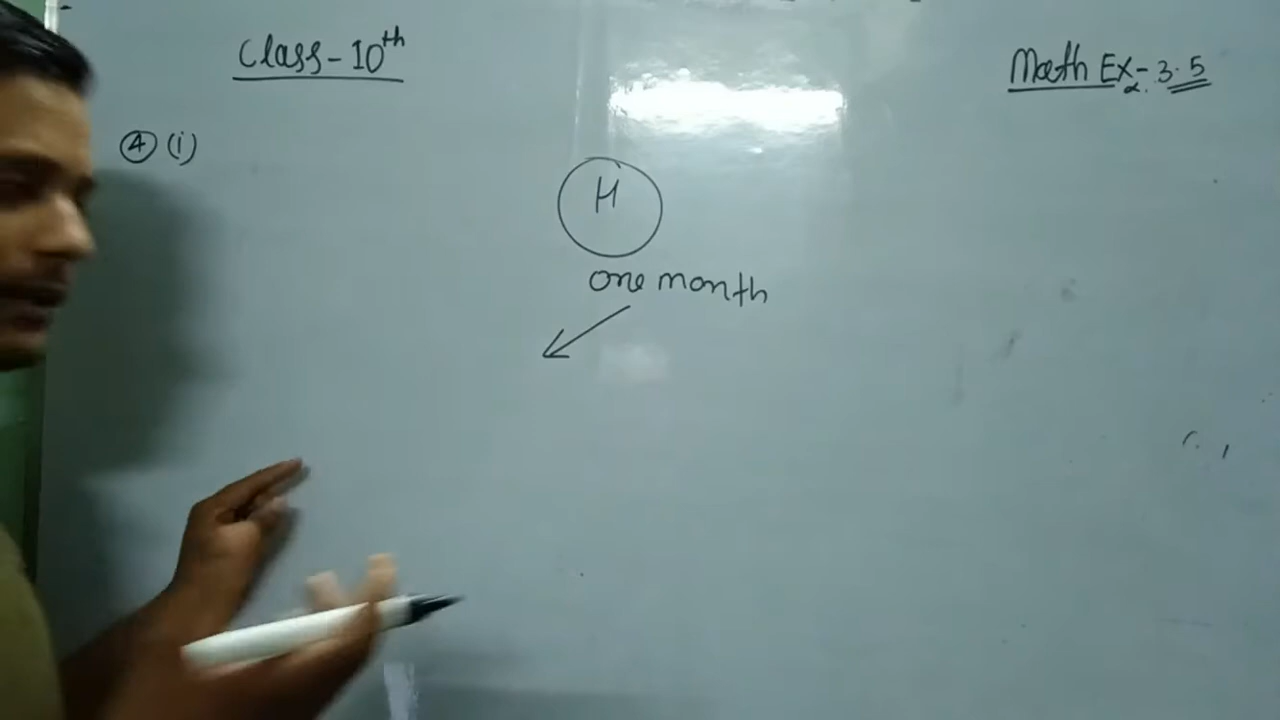 Class-10th
Math Ex-3.5
④ (i)
H
one month